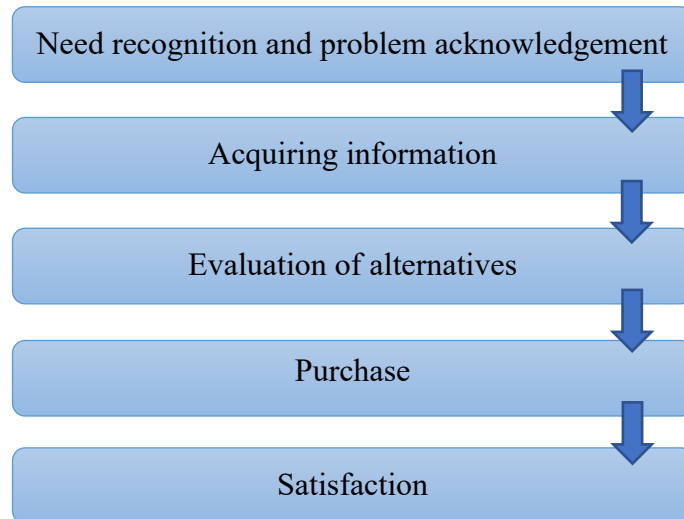 Need recognition and problem acknowledgement
Acquiring information
Evaluation of alternatives
Purchase
Satisfaction